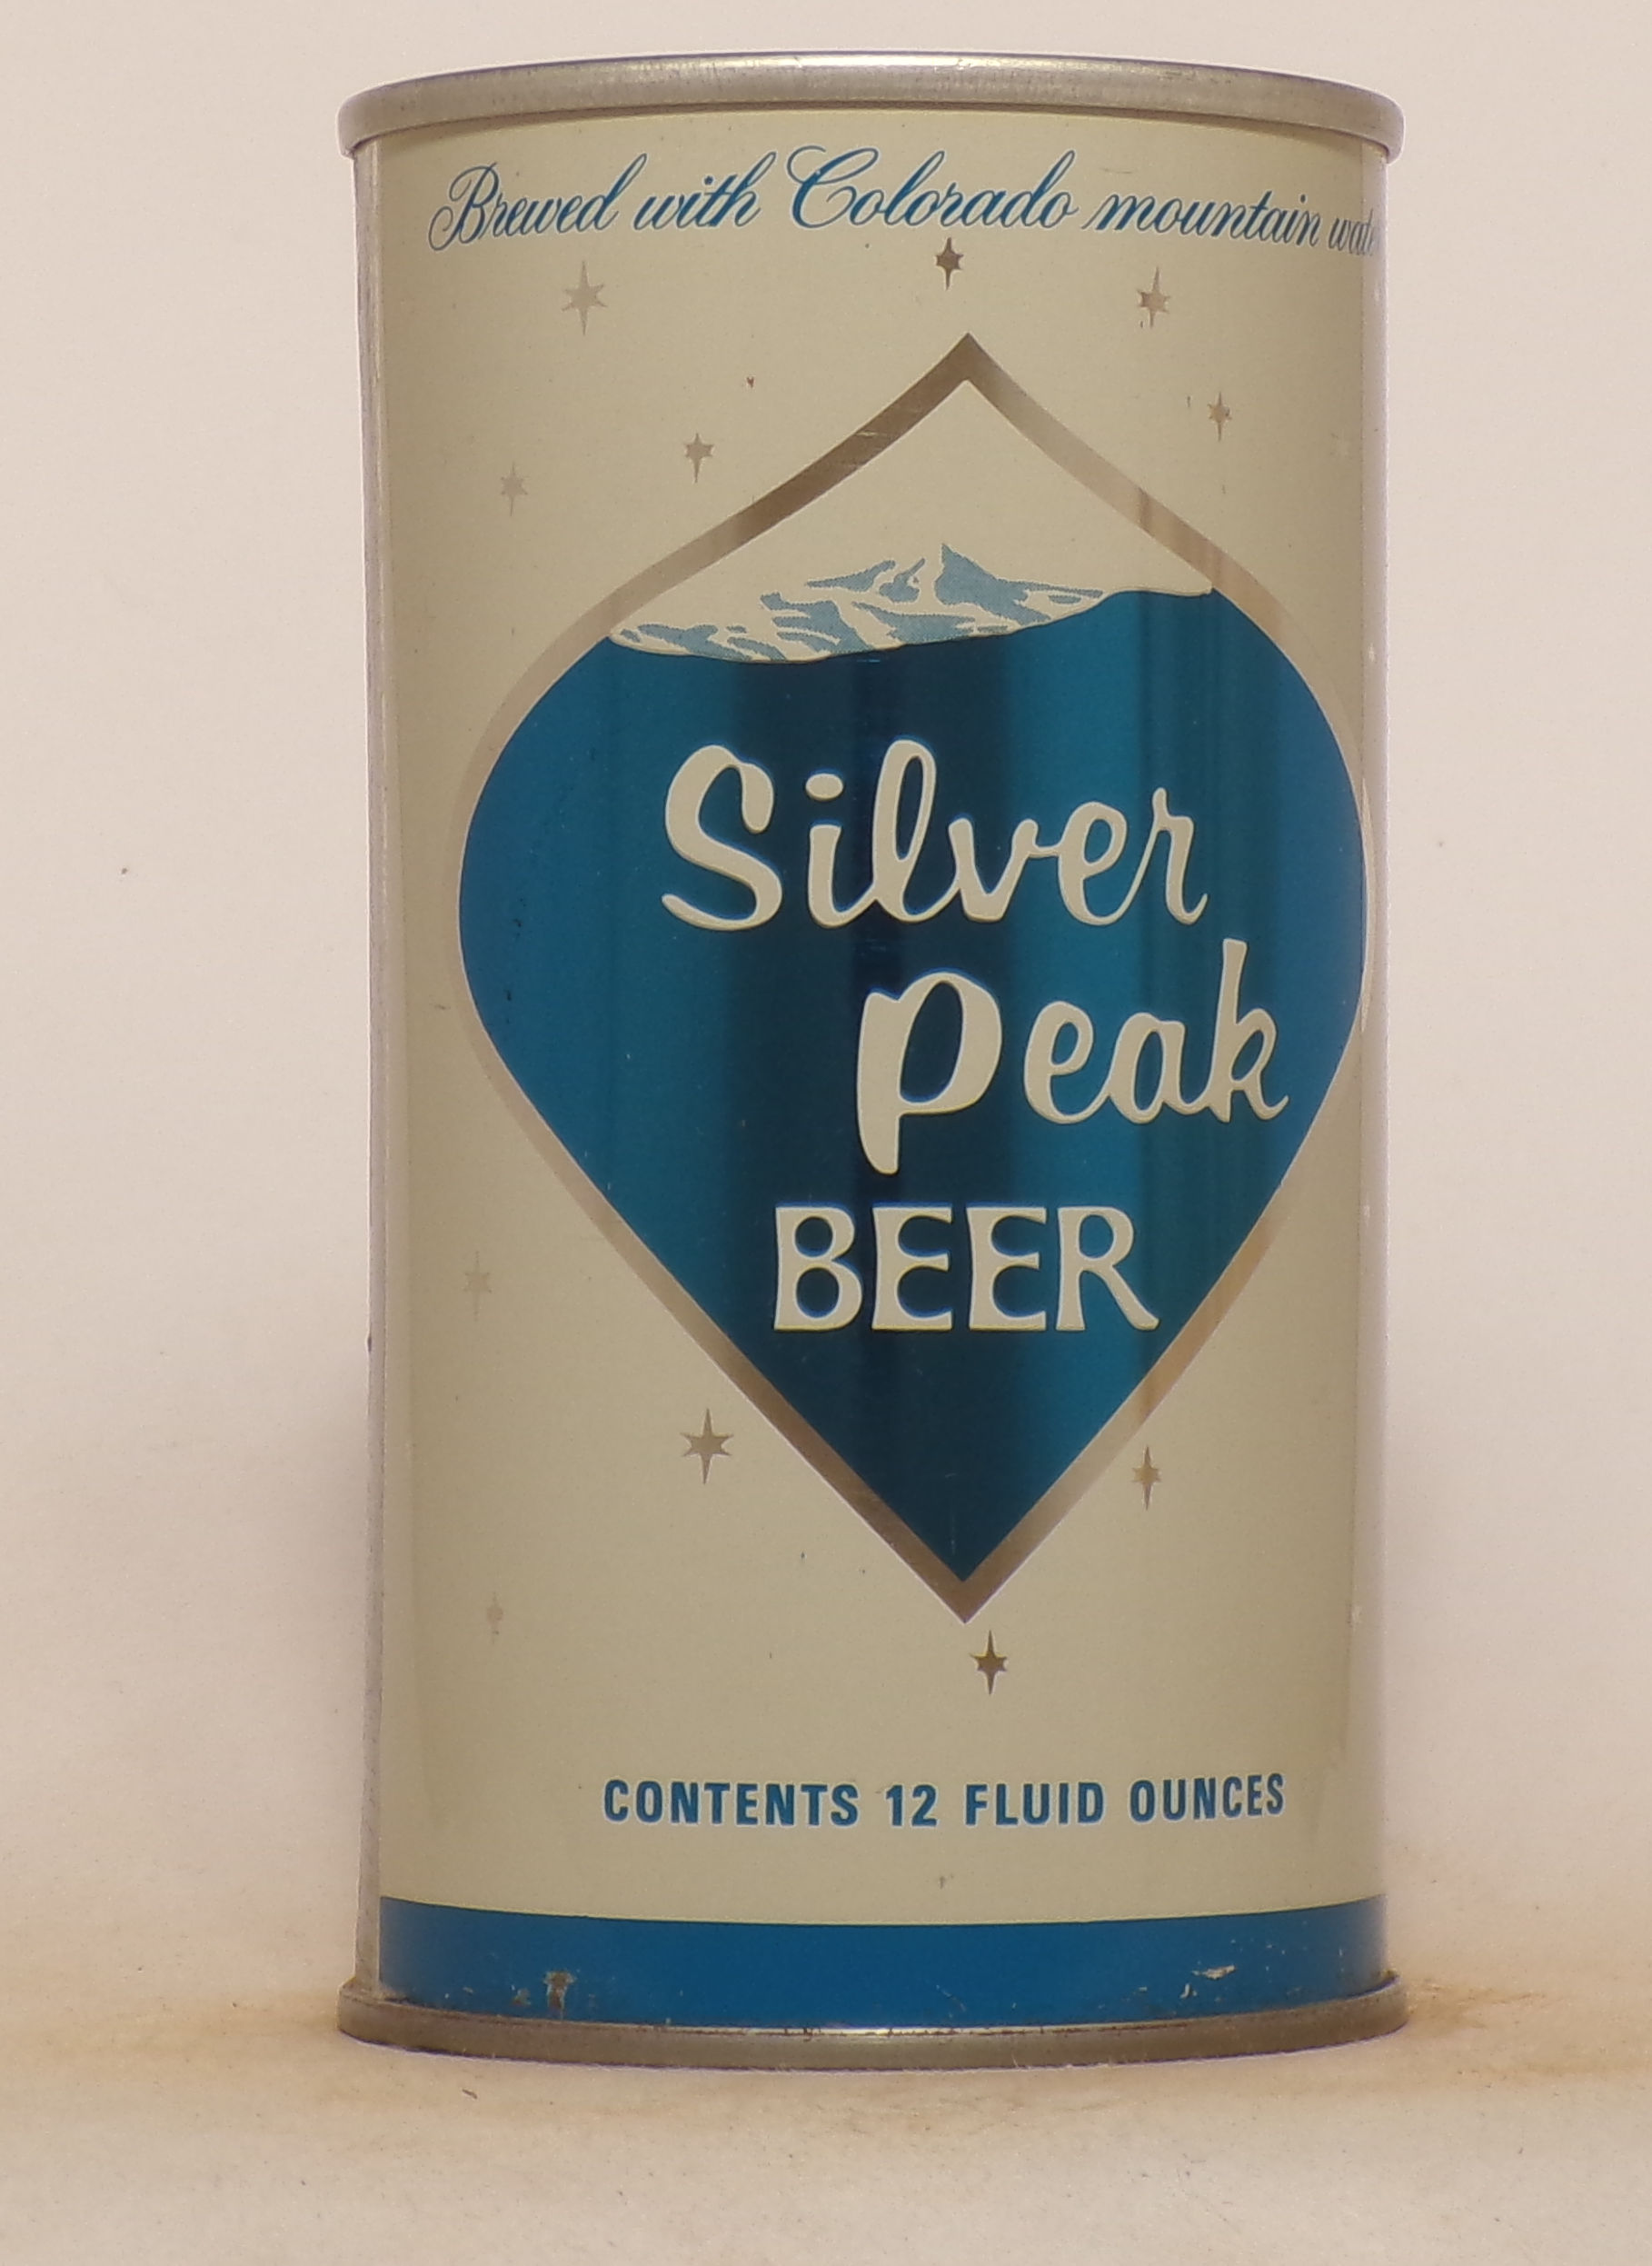 Brewed with Colorado mountain
Silver
Peak
BEER
CONTENTS 12 FLUID OUNCES